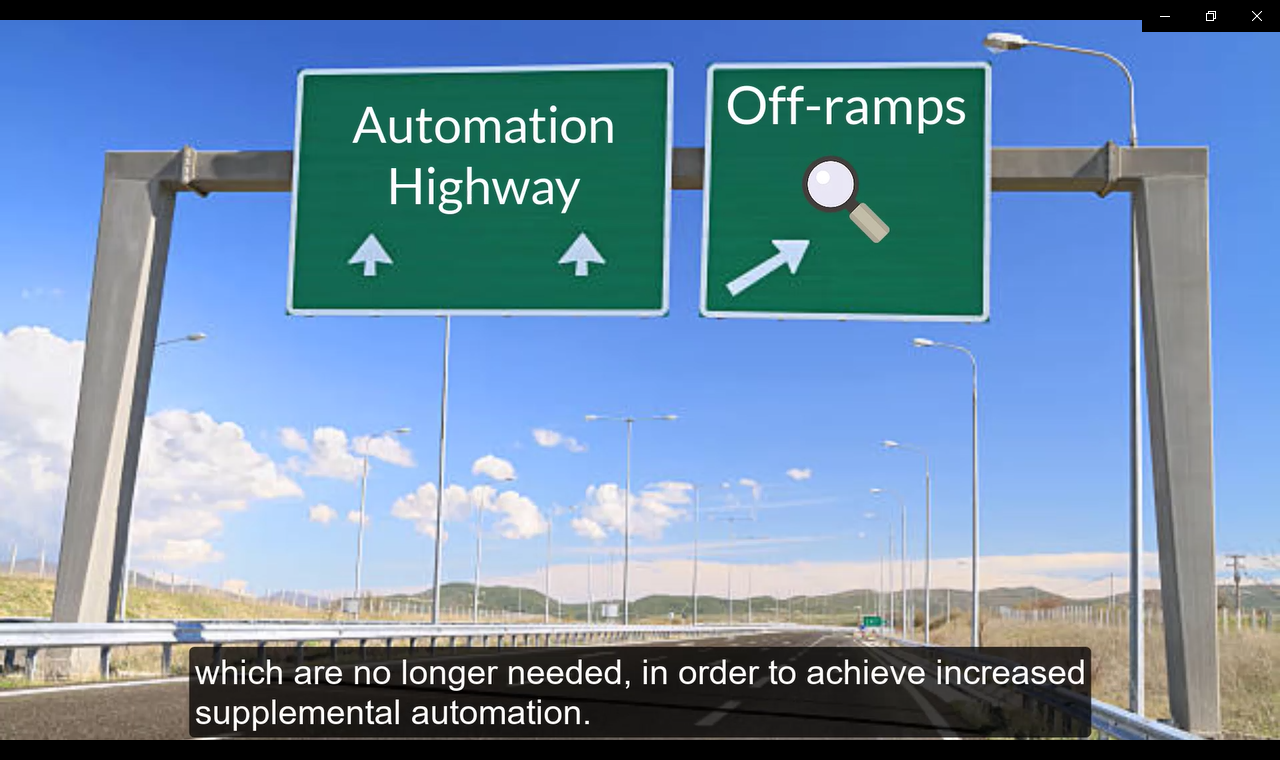 Automation
Highway
Off-ramps
which are no longer needed, in order to achieve increased
supplemental automation.